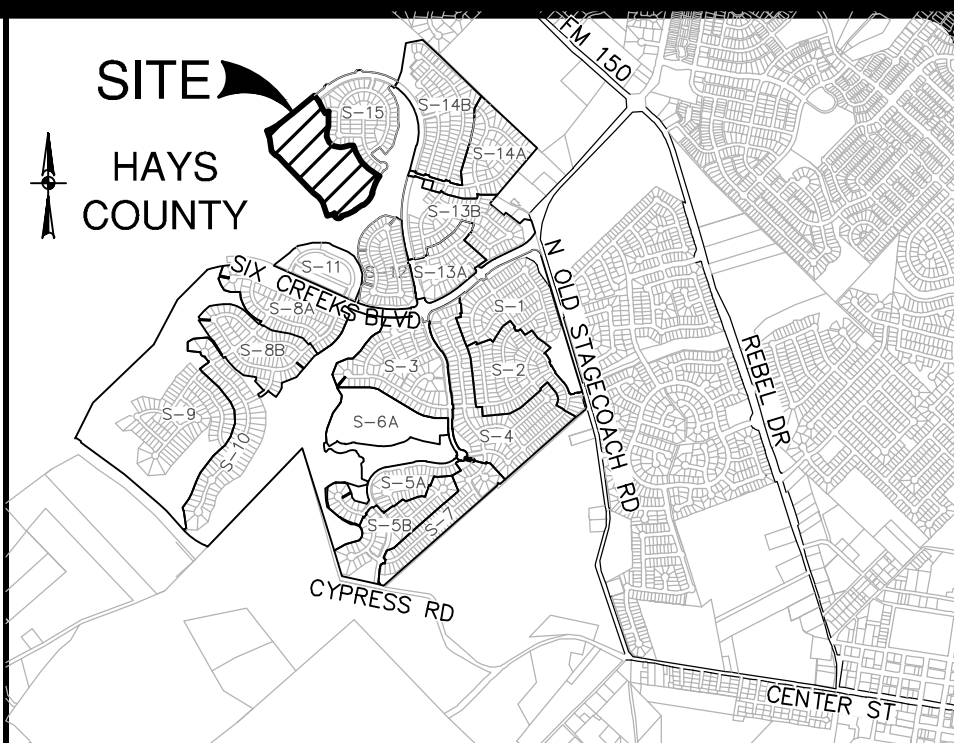 FM 150
SITE
S-15
S-14B
S-14A
HAYS
COUNTY
S-13B
S-11
S-12
S-13A
SIX CREEKS BLVD
S-8A
S-1
N OLD STAGECOACH RD
S-8B
S-3
S-2
REBEL DR
S-9
S-6A
S-10
S-4
S-5A
S-5B
S-7
CYPRESS RD
CENTER ST